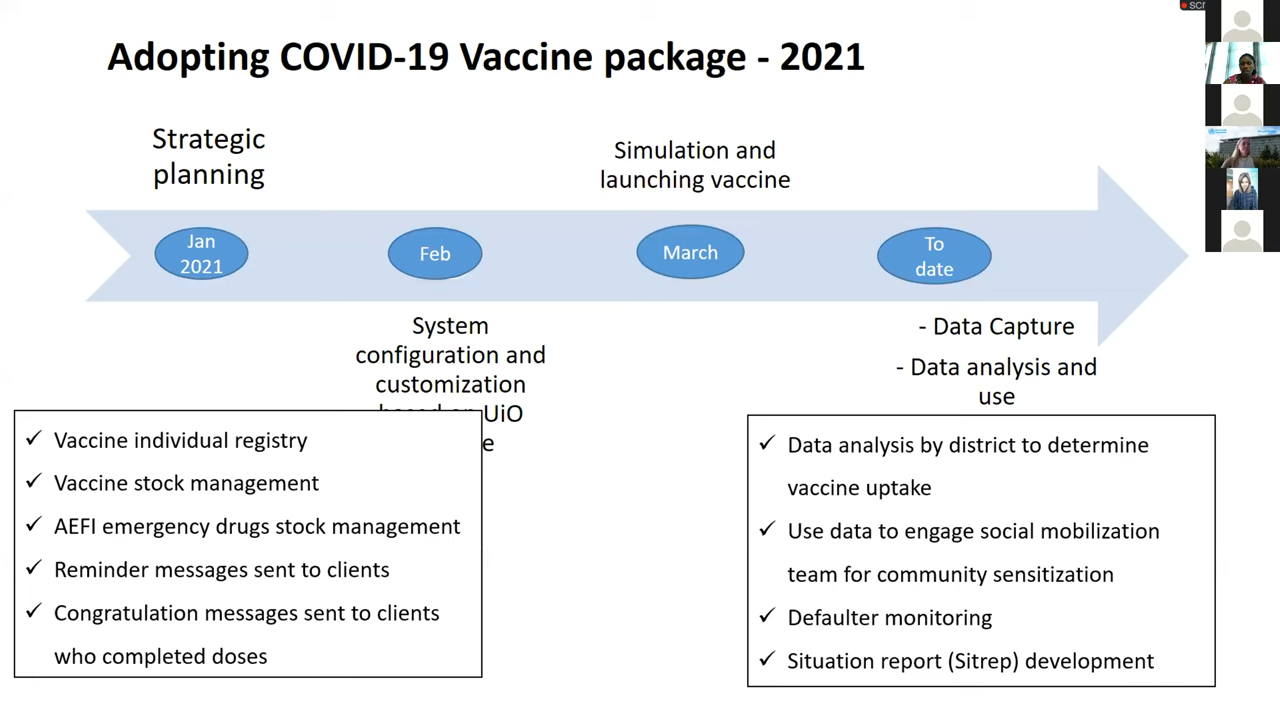 Adopting COVID-19 Vaccine package - 2021
Strategic
planning
Simulation and
launching vaccine
Jan
2021
Feb
March
To
date
System
configuration and
customization
UiO
- Data Capture
- Data analysis and
use
✓ Vaccine individual registry
✓ Vaccine stock management
✓ AEFI emergency drugs stock management
✓ Reminder messages sent to clients
✓ Congratulation messages sent to clients
who completed doses
✓ Data analysis by district to determine
vaccine uptake
✓ Use data to engage social mobilization
team for community sensitization
✓ Defaulter monitoring
✓ Situation report (Sitrep) development